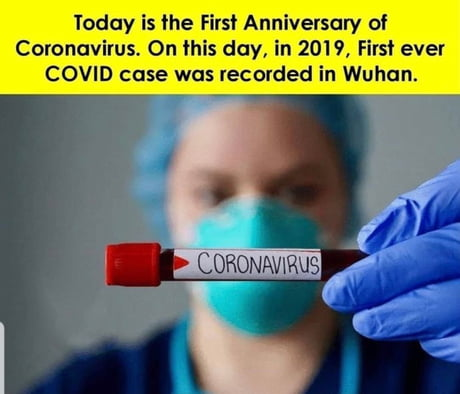 Today is the First Anniversary of
Coronavirus. On this day, in 2019, First ever
COVID case was recorded in Wuhan.
CORONAVIRUS